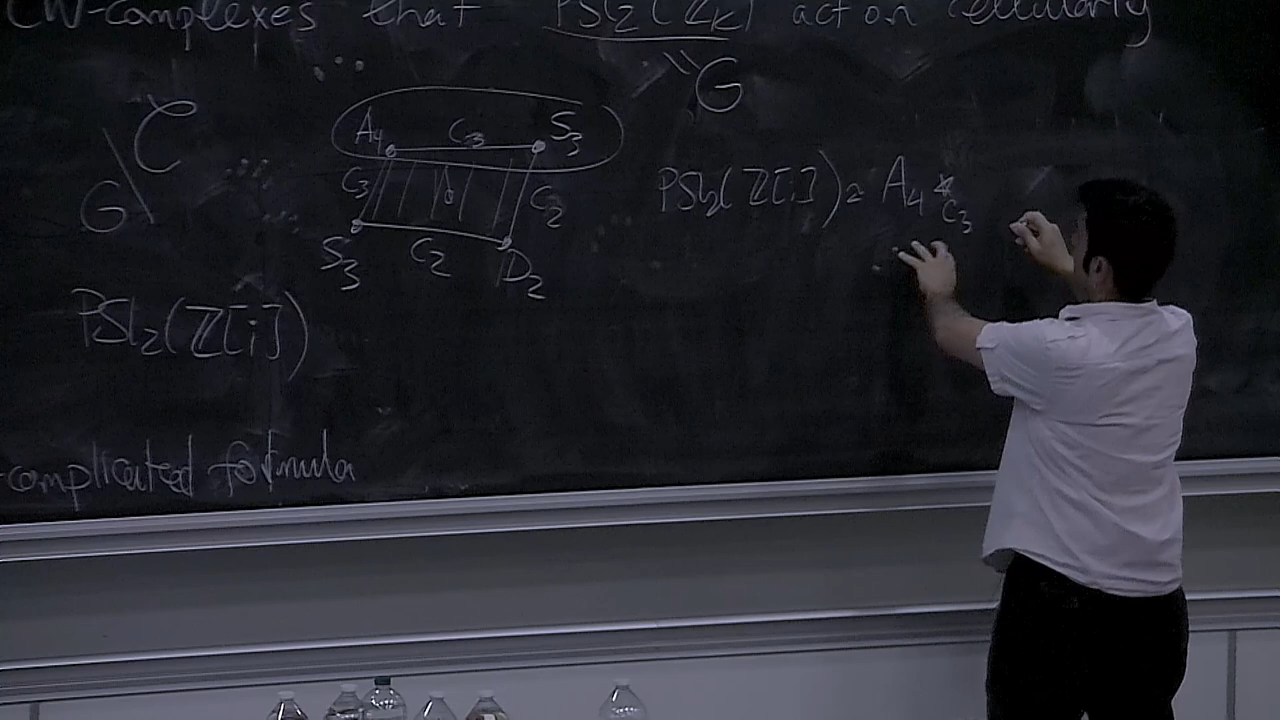 CW-complexes that PSL2(ZK) act on cellularly
"G
G\C
A4 C3 S3
C3 C2
S3 C2 D2
PSL2(Z[i]) = A4 *C3
PSL2(Z[i])
complicated formula